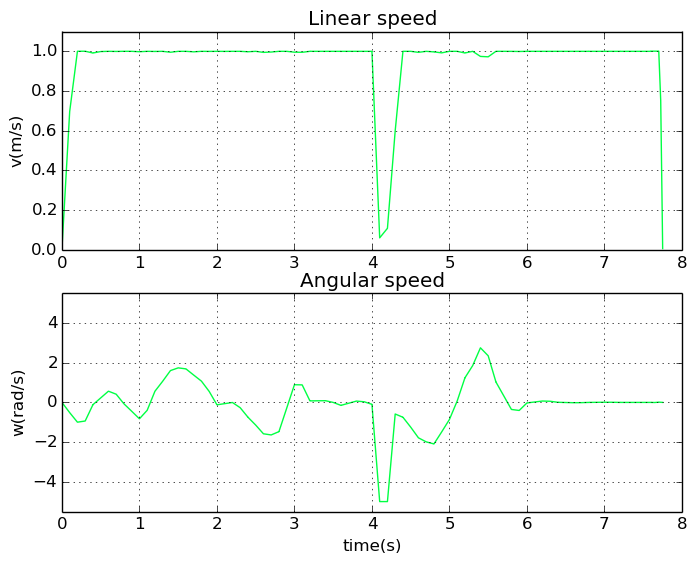 Linear speed
1.0
0.8
0.6
0.4
0.2
0.0
v(m/s)
0 1 2 3 4 5 6 7 8
Angular speed
4
2
0
−2
−4
w(rad/s)
0 1 2 3 4 5 6 7 8
time(s)